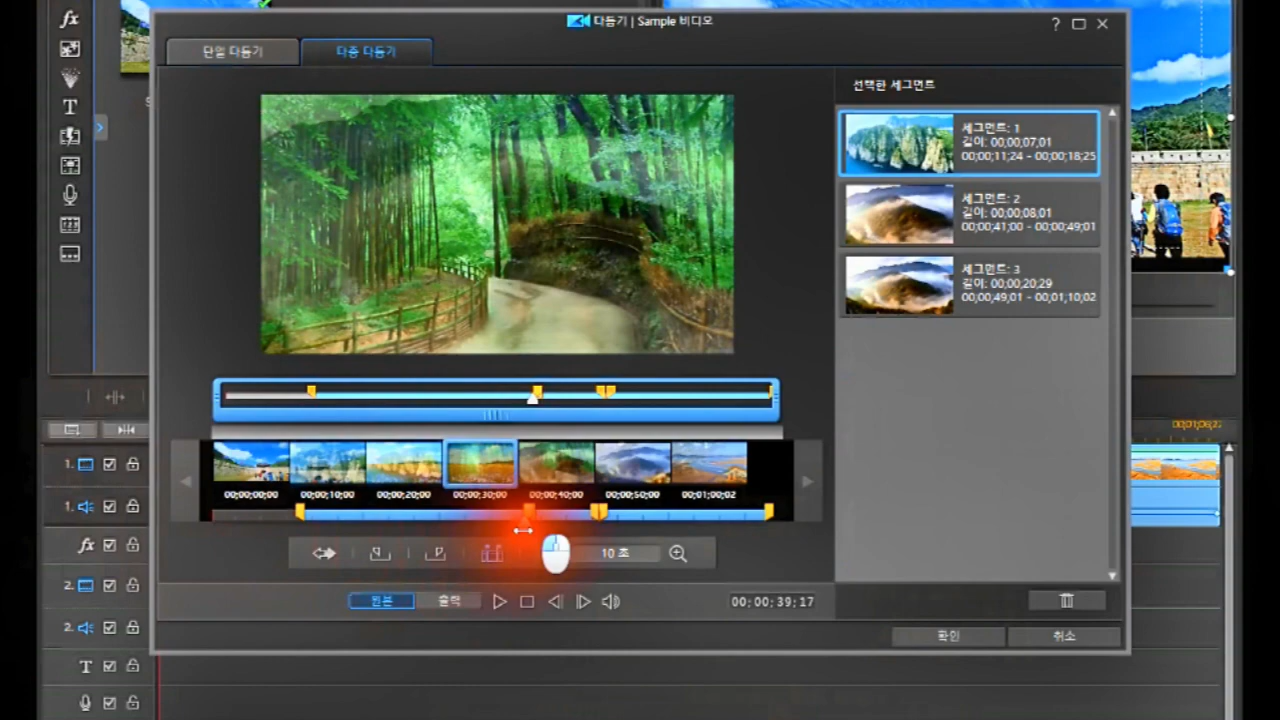 다듬기 | Sample 비디오
단일 다듬기
다중 다듬기
선택한 세그먼트
세그먼트: 1
길이: 00;00;07;01
00;00;11;24 - 00;00;18;25
세그먼트: 2
길이: 00;00;08;01
00;00;41;00 - 00;00;49;01
세그먼트: 3
길이: 00;00;20;29
00;00;49;01 - 00;01;10;02
00;00;00;00
00;00;10;00
00;00;20;00
00;00;30;00
00;00;40;00
00;00;50;00
00;01;00;02
10 초
원본
출력
00; 00; 39; 17
확인
취소
fx
T
1.
1.
fx
2.
2.
T